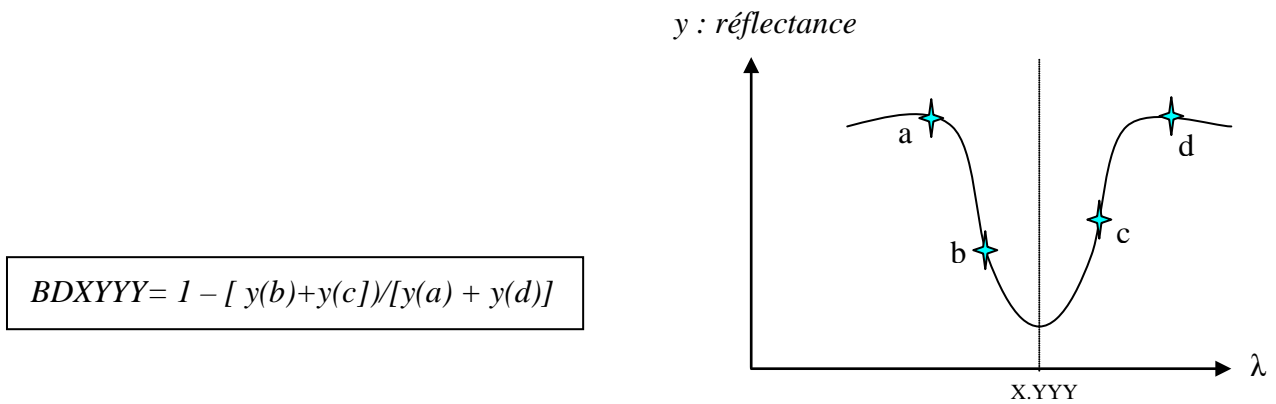 y : réflectance
a
d
b
c
BDXYYY= 1 – [ y(b)+y(c])/[y(a) + y(d)]
λ
X.YYY